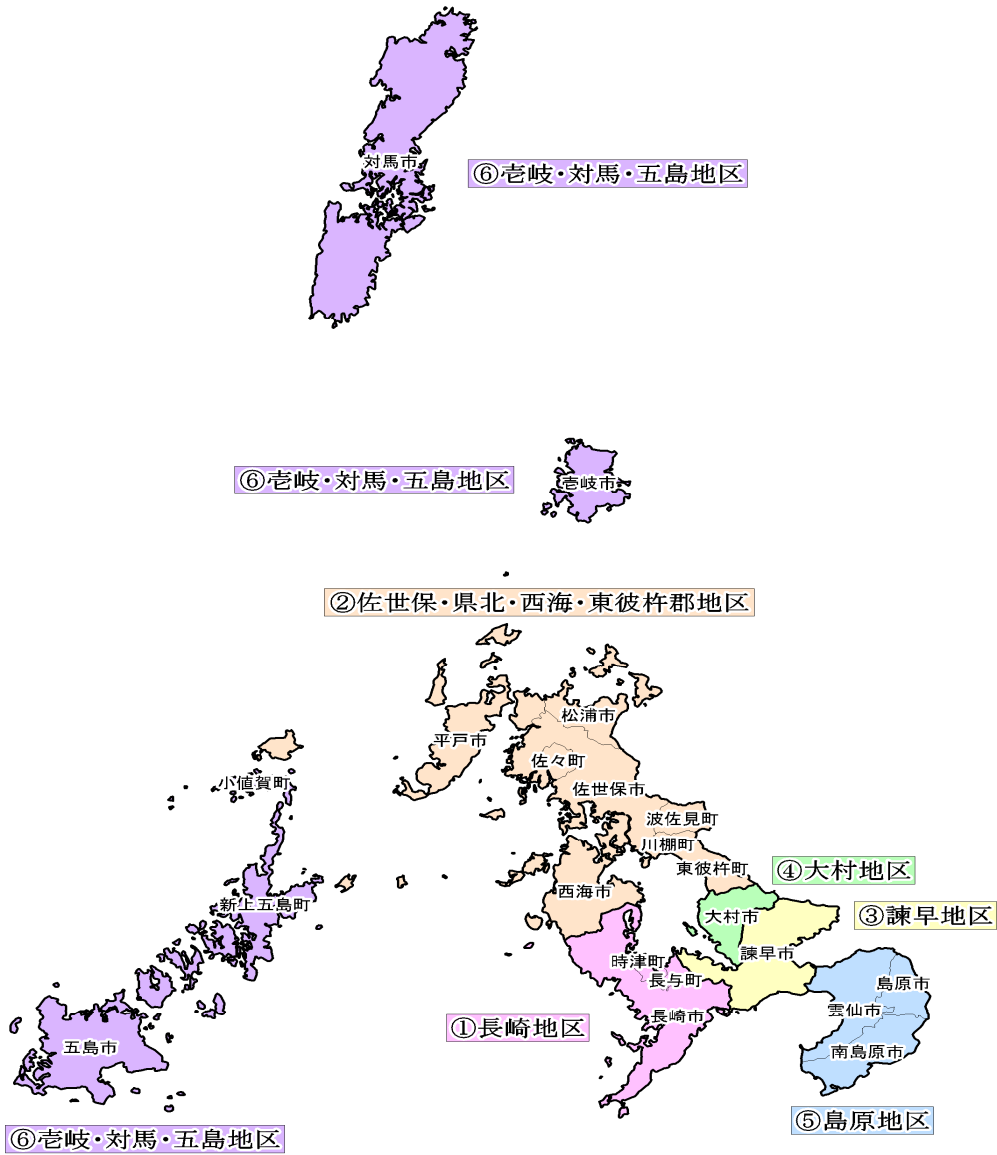 対馬市
⑥壱岐・対馬・五島地区
⑥壱岐・対馬・五島地区
壱岐市
②佐世保・県北・西海・東彼杵郡地区
松浦市
平戸市
佐々町
小値賀町
佐世保市
波佐見町
川棚町
東彼杵町
④大村地区
西海市
新上五島町
大村市
③諫早地区
諫早市
時津町
長与町
島原市
雲仙市
長崎市
①長崎地区
五島市
南島原市
⑤島原地区
⑥壱岐・対馬・五島地区